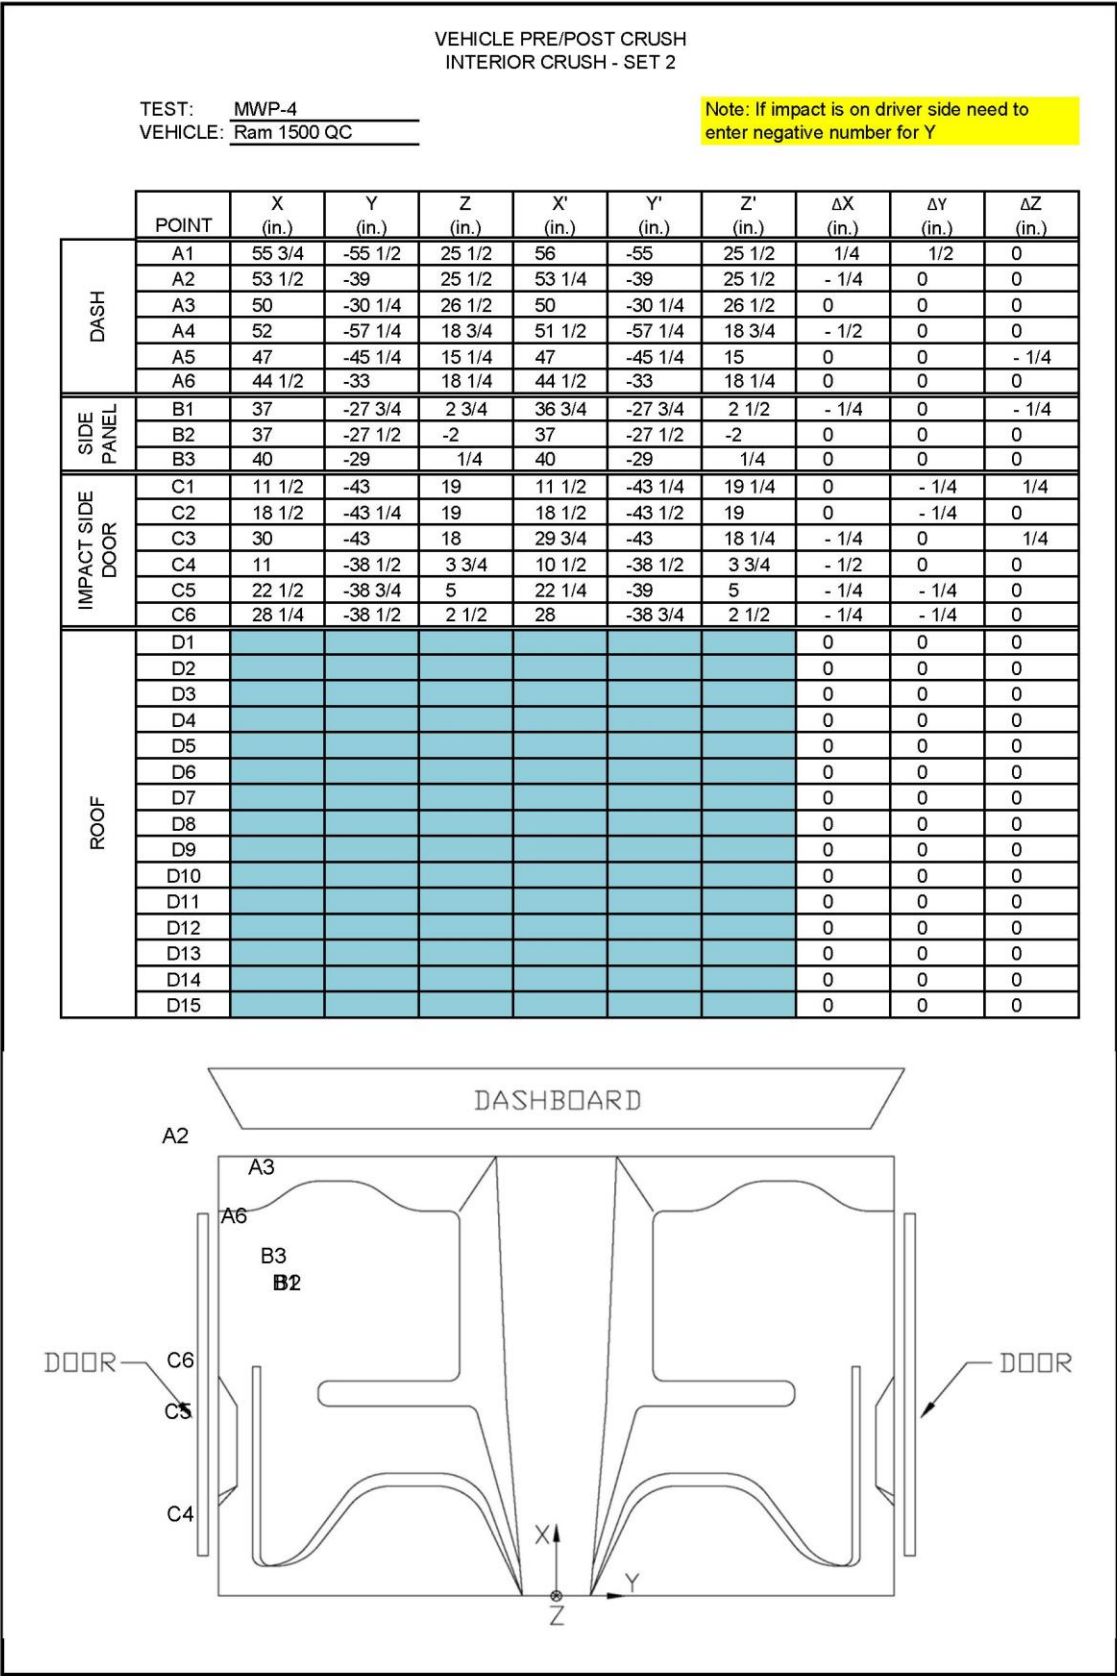 VEHICLE PRE/POST CRUSH
INTERIOR CRUSH - SET 2
TEST: MWP-4
VEHICLE: Ram 1500 QC
Note: If impact is on driver side need to
enter negative number for Y
POINT X (in.) Y (in.) Z (in.) X' (in.) Y' (in.) Z' (in.) ΔX (in.) ΔY (in.) ΔZ (in.)
DASH
A1 55 3/4 -55 1/2 25 1/2 56 -55 25 1/2 1/4 1/2 0
A2 53 1/2 -39 25 1/2 53 1/4 -39 25 1/2 - 1/4 0 0
A3 50 -30 1/4 26 1/2 50 -30 1/4 26 1/2 0 0 0
A4 52 -57 1/4 18 3/4 51 1/2 -57 1/4 18 3/4 - 1/2 0 0
A5 47 -45 1/4 15 1/4 47 -45 1/4 15 0 0 - 1/4
A6 44 1/2 -33 18 1/4 44 1/2 -33 18 1/4 0 0 0
SIDE
PANEL
B1 37 -27 3/4 2 3/4 36 3/4 -27 3/4 2 1/2 - 1/4 0 - 1/4
B2 37 -27 1/2 -2 37 -27 1/2 -2 0 0 0
B3 40 -29 1/4 40 -29 1/4 0 0 0
IMPACT SIDE
DOOR
C1 11 1/2 -43 19 11 1/2 -43 1/4 19 1/4 0 - 1/4 1/4
C2 18 1/2 -43 1/4 19 18 1/2 -43 1/2 19 0 - 1/4 0
C3 30 -43 18 29 3/4 -43 18 1/4 - 1/4 0 1/4
C4 11 -38 1/2 3 3/4 10 1/2 -38 1/2 3 3/4 - 1/2 0 0
C5 22 1/2 -38 3/4 5 22 1/4 -39 5 - 1/4 - 1/4 0
C6 28 1/4 -38 1/2 2 1/2 28 -38 3/4 2 1/2 - 1/4 - 1/4 0
ROOF
D1 0 0 0
D2 0 0 0
D3 0 0 0
D4 0 0 0
D5 0 0 0
D6 0 0 0
D7 0 0 0
D8 0 0 0
D9 0 0 0
D10 0 0 0
D11 0 0 0
D12 0 0 0
D13 0 0 0
D14 0 0 0
D15 0 0 0
DASHBOARD
A2
A3
A6
B3
B1 B2
DOOR C6 DOOR
C5
C4
X
Y
Z